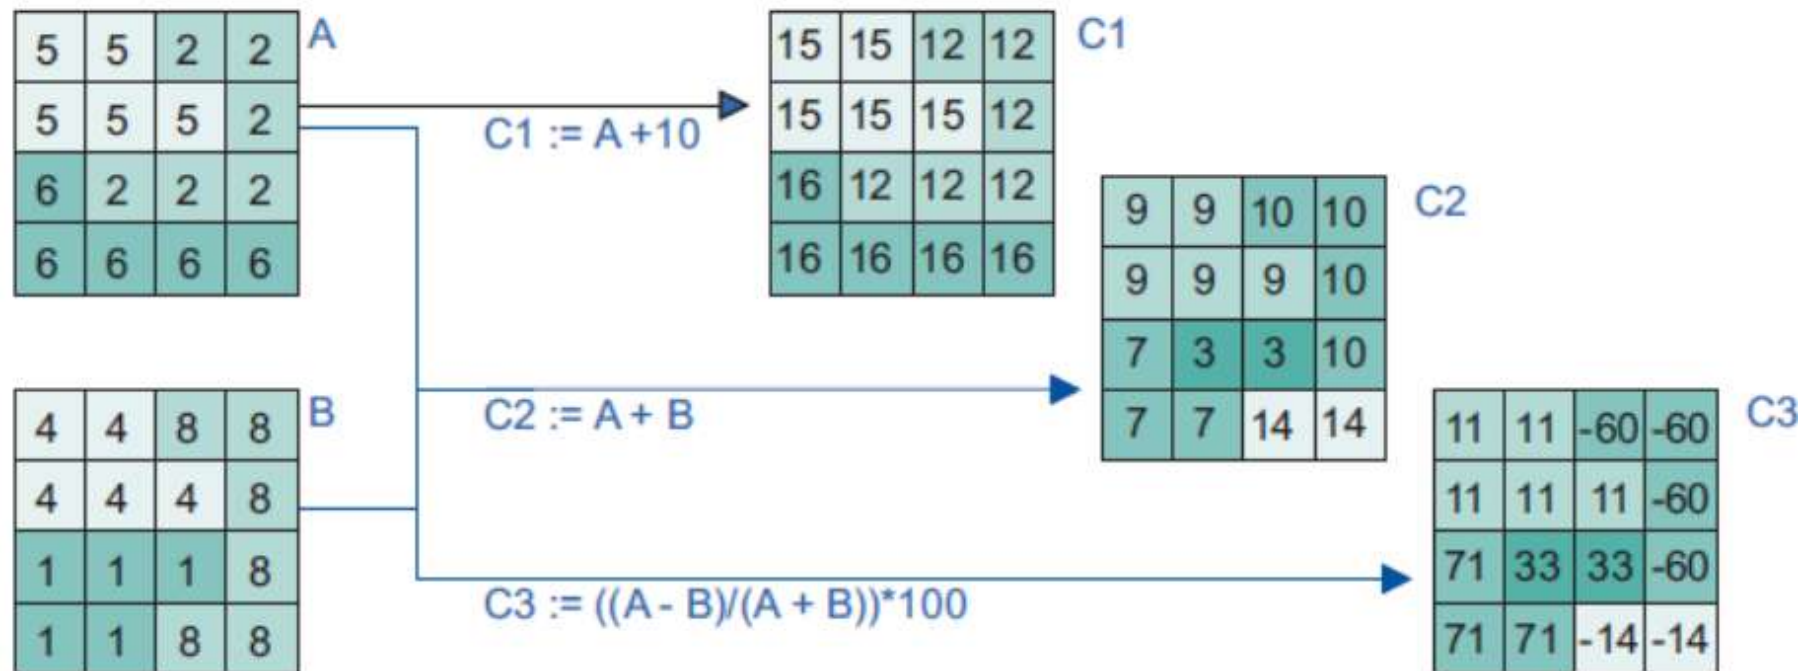 5 5 2 2 A
5 5 5 2
6 2 2 2
6 6 6 6
C1 := A +10
15 15 12 12 C1
15 15 15 12
16 12 12 12
16 16 16 16
4 4 8 8 B
4 4 4 8
1 1 1 8
1 1 8 8
C2 := A + B
9 9 10 10 C2
9 9 9 10
7 3 3 10
7 7 14 14
C3 := ((A - B)/(A + B))*100
11 11 -60 -60 C3
11 11 11 -60
71 33 33 -60
71 71 -14 -14